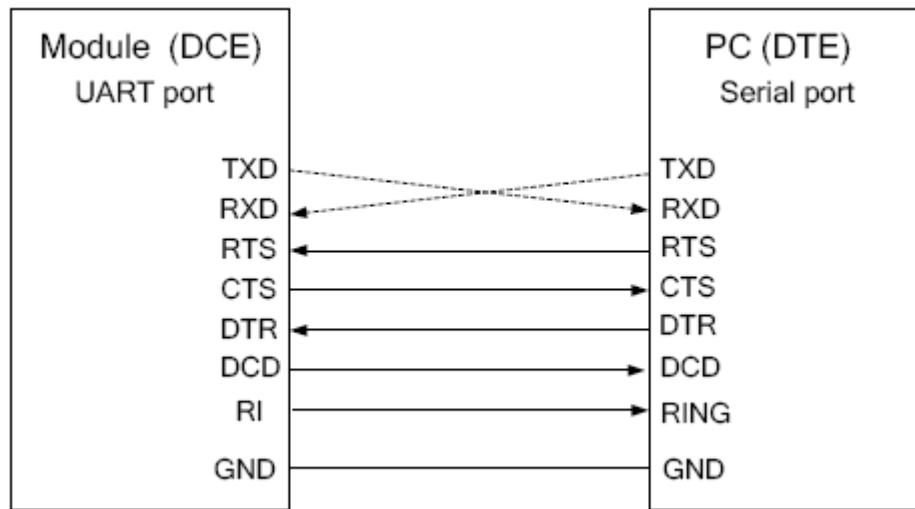 Module (DCE)
UART port
TXD
RXD
RTS
CTS
DTR
DCD
RI
GND
PC (DTE)
Serial port
TXD
RXD
RTS
CTS
DTR
DCD
RING
GND